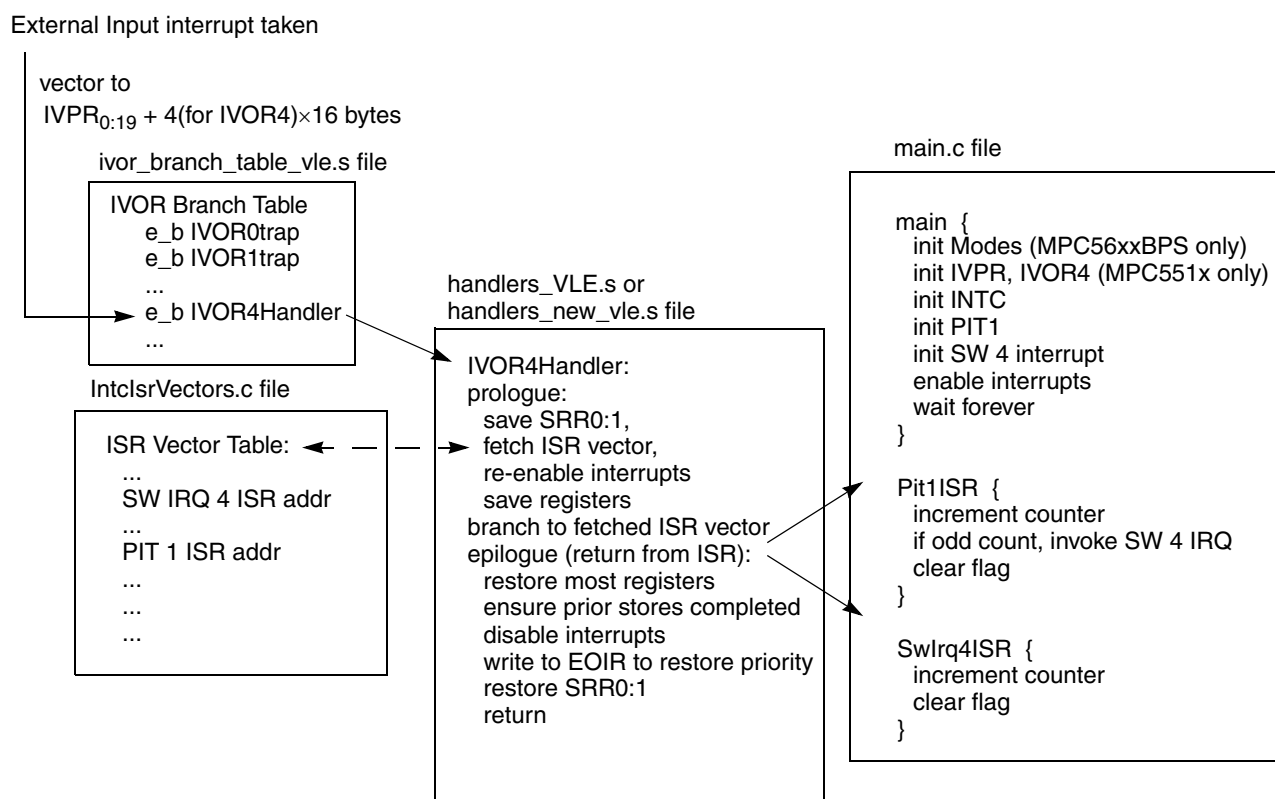 External Input interrupt taken
vector to
IVPR0:19 + 4(for IVOR4)×16 bytes
ivor_branch_table_vle.s file
IVOR Branch Table
e_b IVOR0trap
e_b IVOR1trap
...
e_b IVOR4Handler
...
IntcIsrVectors.c file
ISR Vector Table:
...
SW IRQ 4 ISR addr
...
PIT 1 ISR addr
...
...
...
handlers_VLE.s or
handlers_new_vle.s file
IVOR4Handler:
prologue:
save SRR0:1,
fetch ISR vector,
re-enable interrupts
save registers
branch to fetched ISR vector
epilogue (return from ISR):
restore most registers
ensure prior stores completed
disable interrupts
write to EOIR to restore priority
restore SRR0:1
return
main.c file
main {
init Modes (MPC56xxBPS only)
init IVPR, IVOR4 (MPC551x only)
init INTC
init PIT1
init SW 4 interrupt
enable interrupts
wait forever
}
Pit1ISR {
increment counter
if odd count, invoke SW 4 IRQ
clear flag
}
SwIrq4ISR {
increment counter
clear flag
}